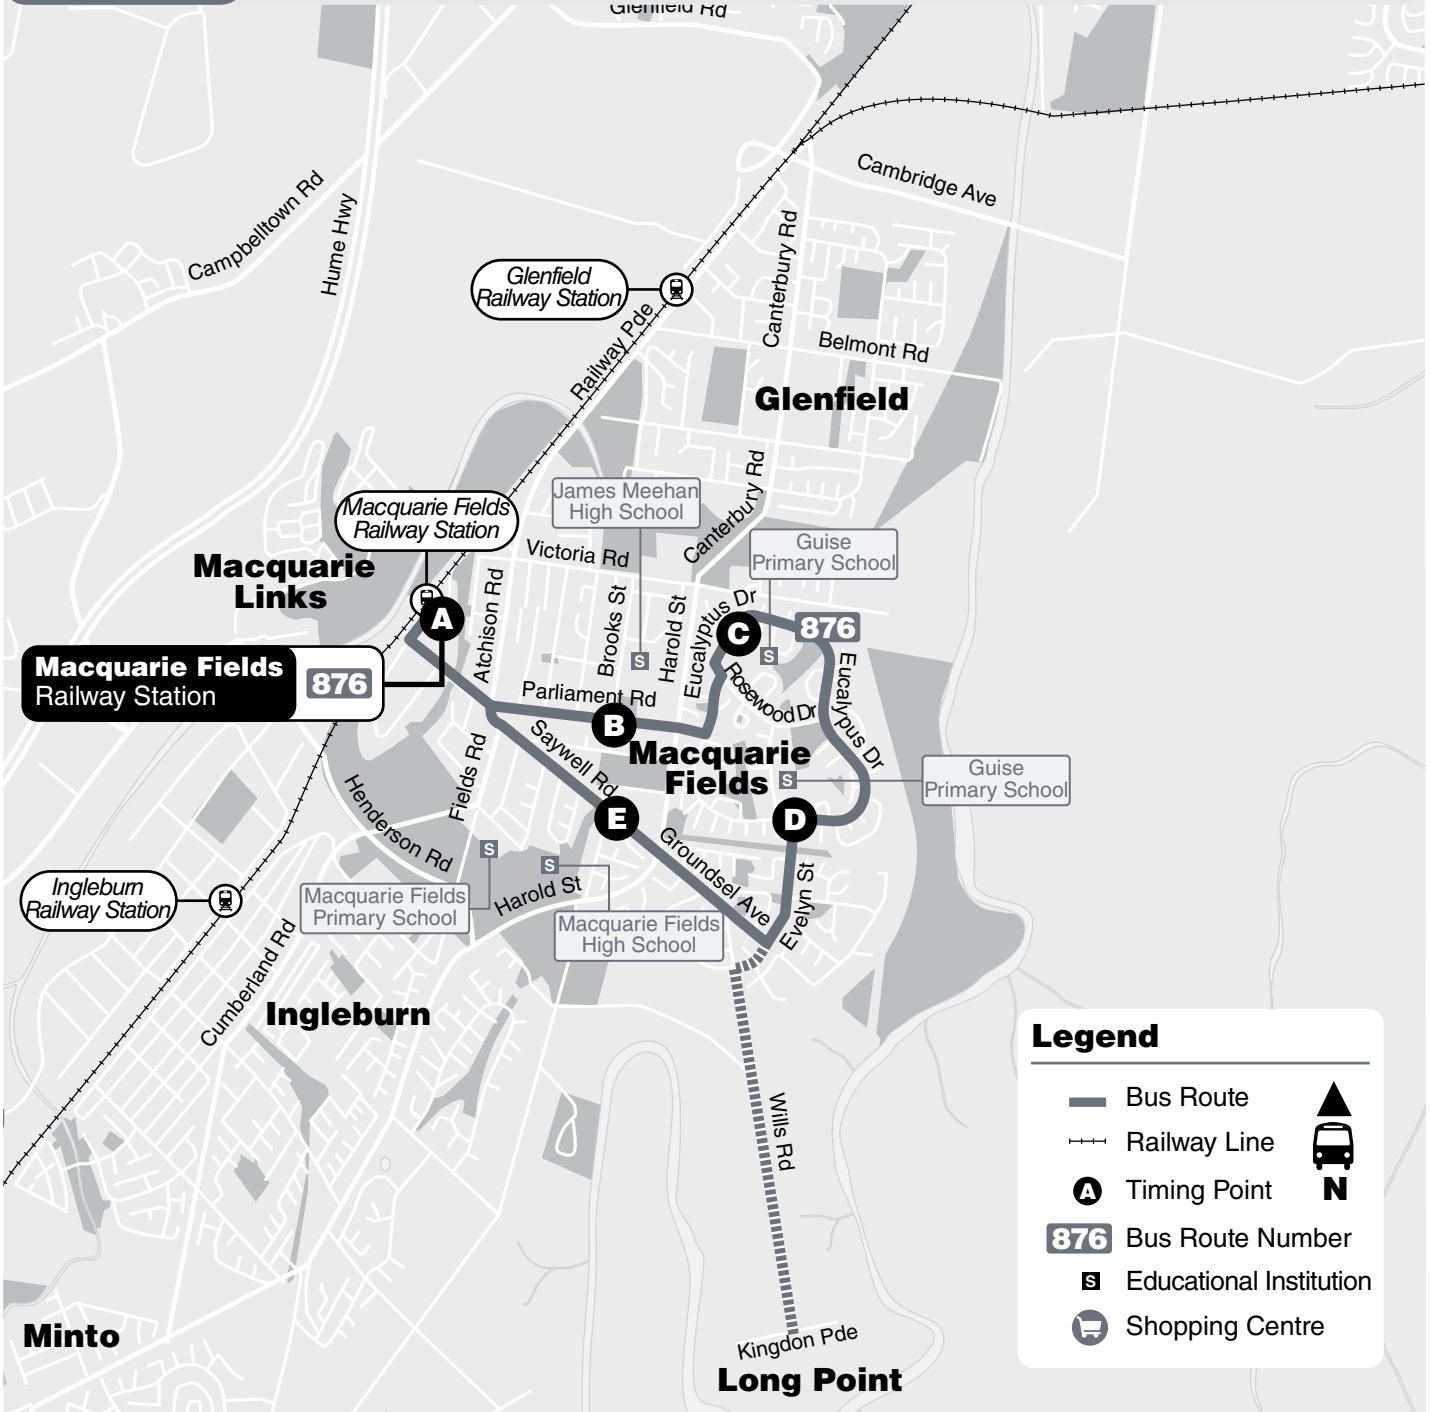 Glenfield Rd
Cambridge Ave
Campbelltown Rd
Hume Hwy
Canterbury Rd
Glenfield
Railway Station
Railway Pde
Belmont Rd
Glenfield
Canterbury Rd
James Meehan
High School
Macquarie Fields
Railway Station
Guise
Primary School
Victoria Rd
Macquarie
Links
Atchison Rd
Brooks St
Harold St
Eucalyptus Dr
A
C
876
Macquarie Fields
Railway Station
876
S
S
Eucalypus Dr
Rosewood Dr
Parliament Rd
B
Saywell Rd
Macquarie
Fields
S
Guise
Primary School
Fields Rd
Henderson Rd
E
D
Groundsel Ave
S
S
Evelyn St
Harold St
Ingleburn
Railway Station
Macquarie Fields
Primary School
Macquarie Fields
High School
Cumberland Rd
Ingleburn
Wills Rd
Minto
Kingdon Pde
Long Point
Legend
Bus Route
Railway Line
A Timing Point
N
876 Bus Route Number
S Educational Institution
Shopping Centre